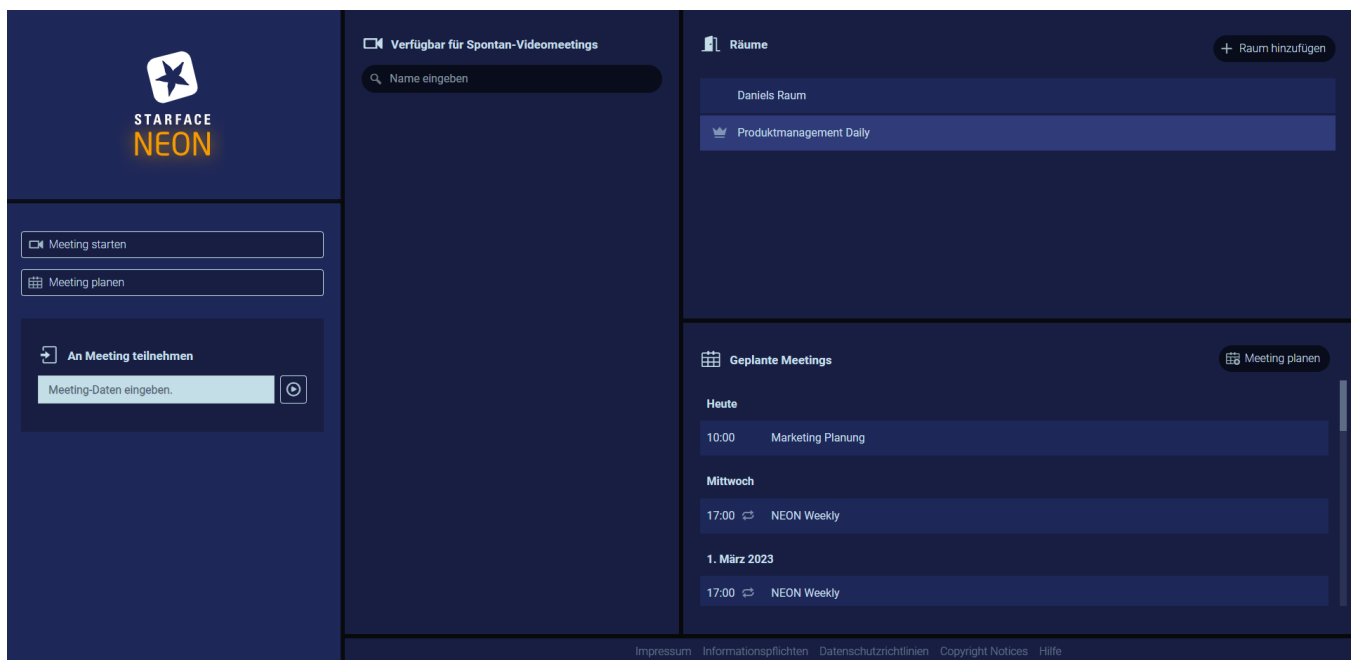 STARFACE
NEON
Meeting starten
Meeting planen
An Meeting teilnehmen
Meeting-Daten eingeben.
Verfügbar für Spontan-Videomeetings
Name eingeben
Räume
Raum hinzufügen
Daniels Raum
Produktmanagement Daily
Geplante Meetings
Meeting planen
Heute
10:00 Marketing Planung
Mittwoch
17:00 NEON Weekly
1. März 2023
17:00 NEON Weekly
Impressum Informationspflichten Datenschutzrichtlinien Copyright Notices Hilfe